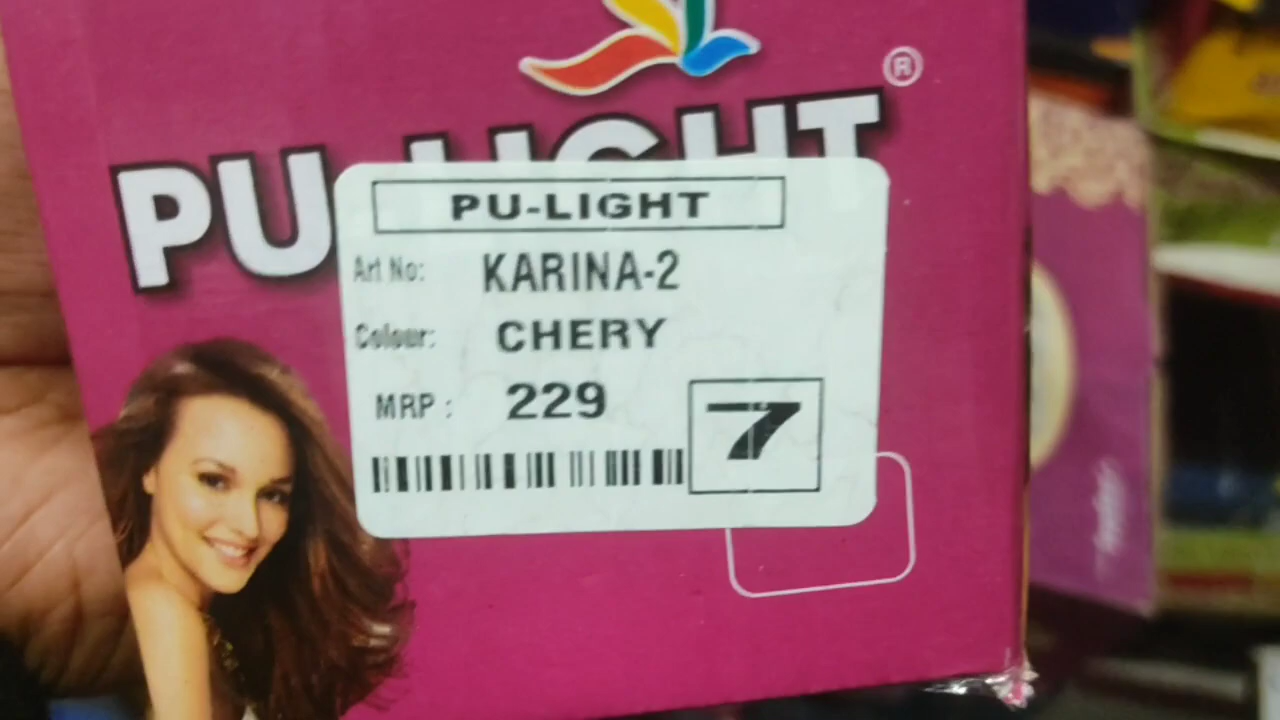 ®
PU-LIGHT
PU-LIGHT
Art No: KARINA-2
Colour: CHERY
MRP : 229
7